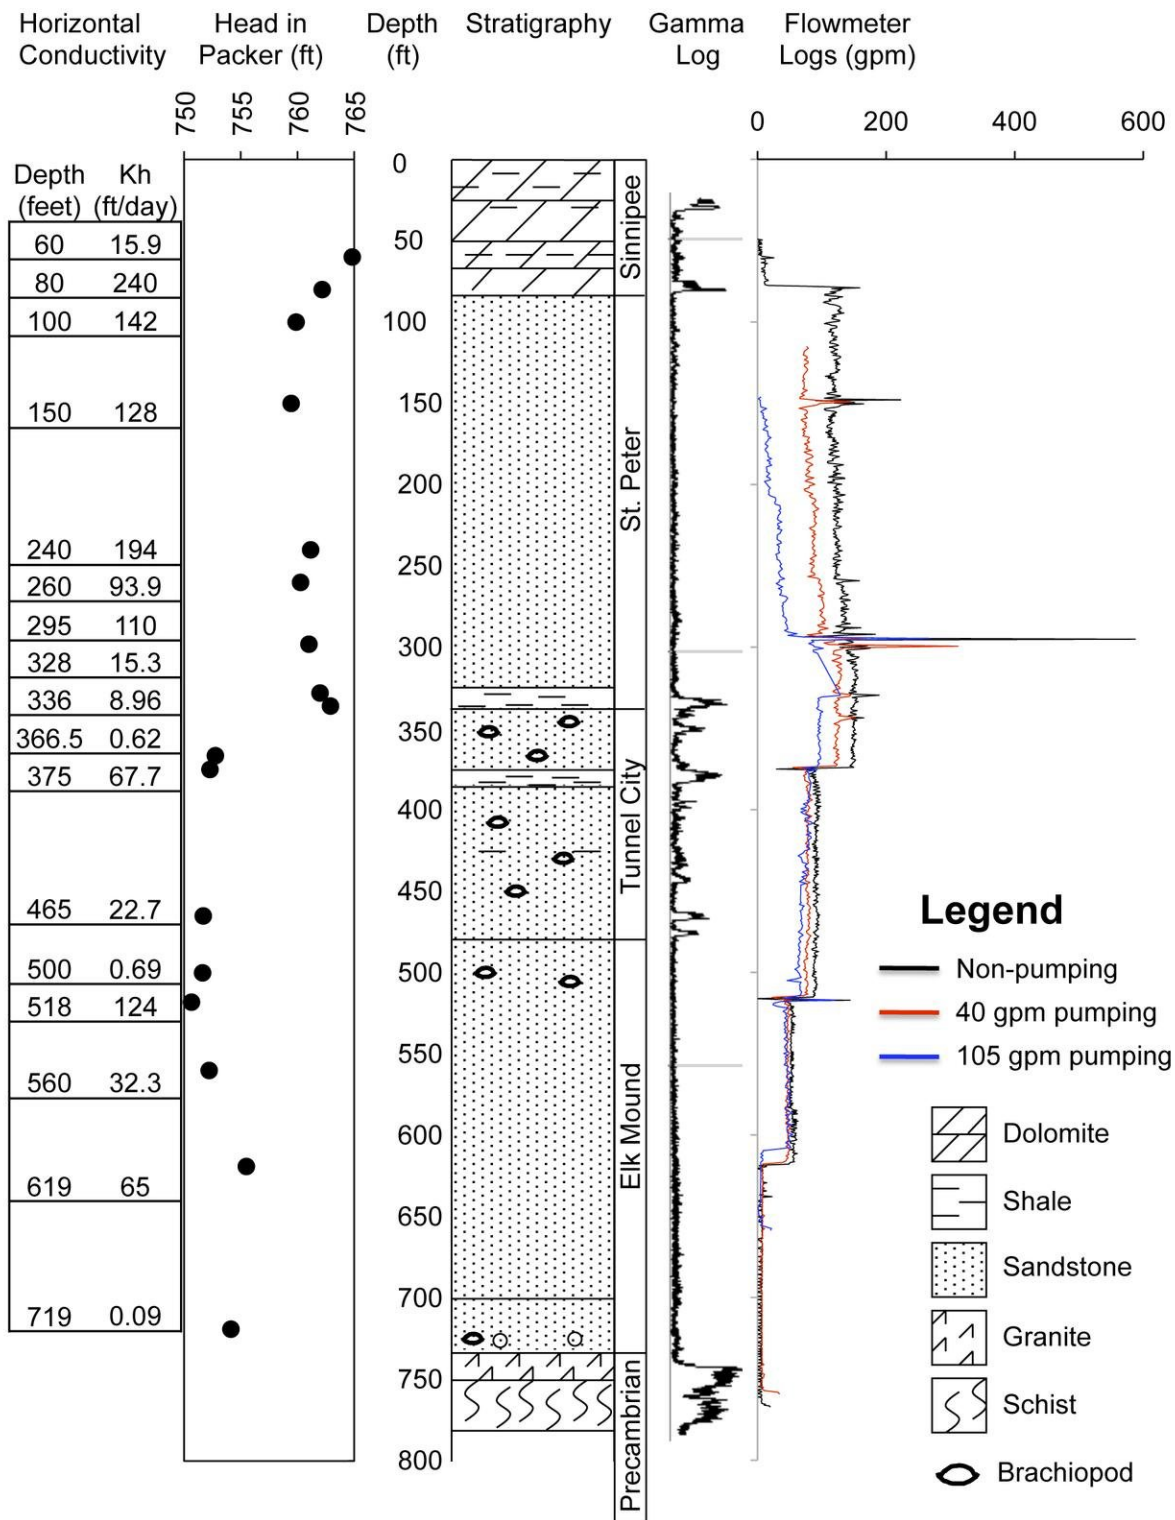 Horizontal Conductivity
Head in Packer (ft)
Depth (ft)
Stratigraphy
Gamma Log
Flowmeter Logs (gpm)
750 755 760 765
0 200 400 600
Depth (feet) Kh (ft/day)
60 15.9
80 240
100 142
150 128
240 194
260 93.9
295 110
328 15.3
336 8.96
366.5 0.62
375 67.7
465 22.7
500 0.69
518 124
560 32.3
619 65
719 0.09
0
50
100
150
200
250
300
350
400
450
500
550
600
650
700
750
800
Sinnipee
St. Peter
Tunnel City
Elk Mound
Precambrian
Legend
Non-pumping
40 gpm pumping
105 gpm pumping
Dolomite
Shale
Sandstone
Granite
Schist
Brachiopod